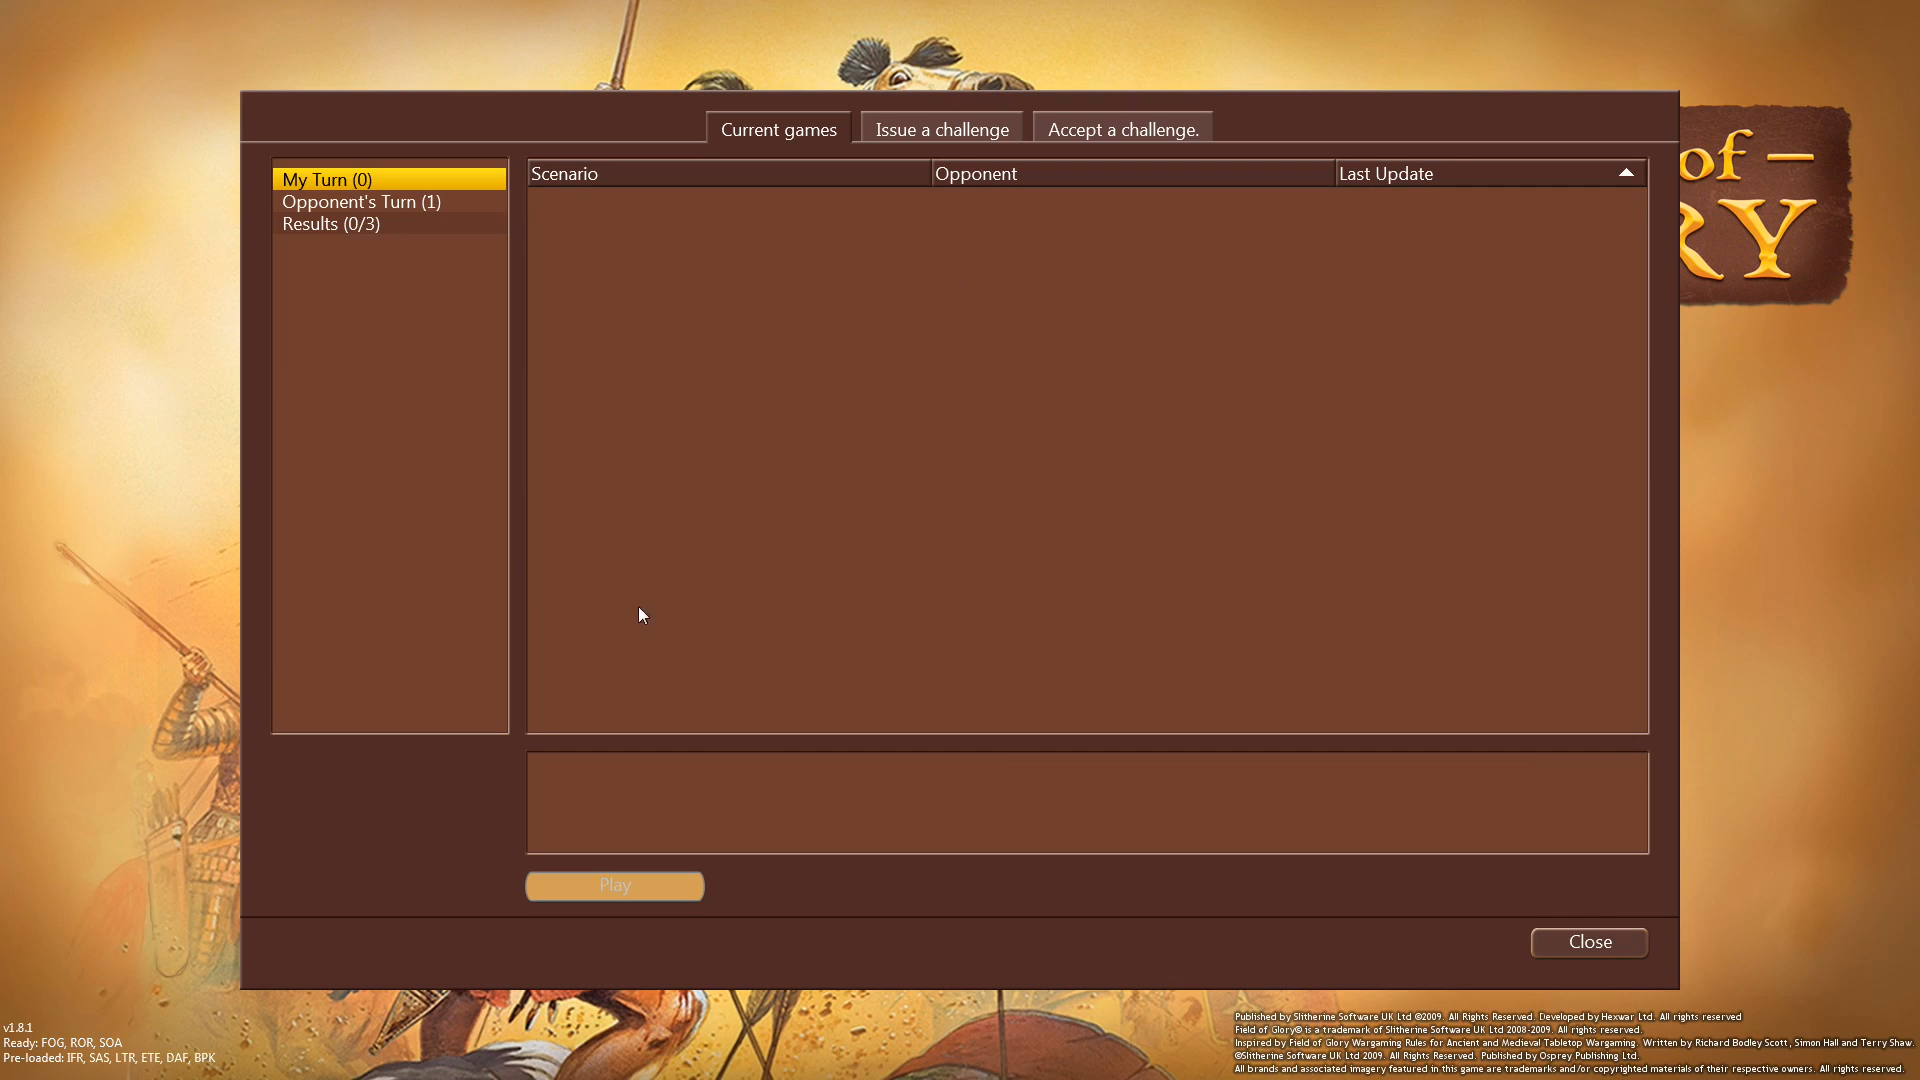 Current games
Issue a challenge
Accept a challenge.
My Turn (0)
Opponent's Turn (1)
Results (0/3)
Scenario
Opponent
Last Update
of
RY
Play
Close
v1.8.1
Ready: FOG, ROR, SOA
Pre-loaded: IFR, SAS, LTR, ETE, DAF, BPK
Published by Slitherine Software UK Ltd ©2009. All Rights Reserved. Developed by Hexwar Ltd. All rights reserved
Field of Glory© is a trademark of Slitherine Software UK Ltd 2008-2009. All rights reserved.
Inspired by Field of Glory Wargaming Rules for Ancient and Medieval Tabletop Wargaming. Written by Richard Bodley Scott, Simon Hall and Terry Shaw.
©Slitherine Software UK Ltd 2009. All Rights Reserved. Published by Osprey Publishing Ltd.
All brands and associated imagery featured in this game are trademarks and/or copyrighted materials of their respective owners. All rights reserved.